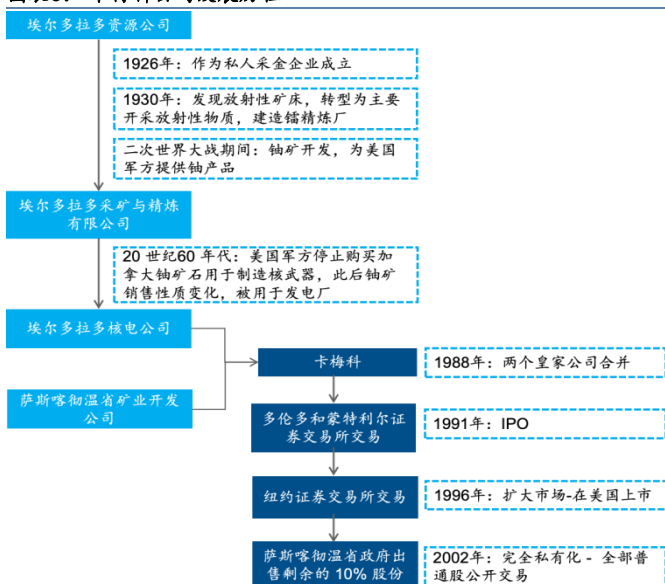 埃尔多拉多资源公司
1926年：作为私人采金企业成立
1930年：发现放射性矿床，转型为主要
开采放射性物质，建造镭精炼厂
二次世界大战期间：铀矿开发，为美国
军方提供铀产品
埃尔多拉多采矿与精炼
有限公司
20 世纪60 年代：美国军方停止购买加
拿大铀矿石用于制造核武器，此后铀矿
销售性质变化，被用于发电厂
埃尔多拉多核电公司
卡梅科
1988年：两个皇家公司合并
萨斯喀彻温省矿业开发
公司
多伦多和蒙特利尔证
券交易所交易
1991年：IPO
纽约证券交易所交易
1996年：扩大市场-在美国上市
萨斯喀彻温省政府出
售剩余的 10% 股份
2002年：完全私有化 - 全部普
通股公开交易